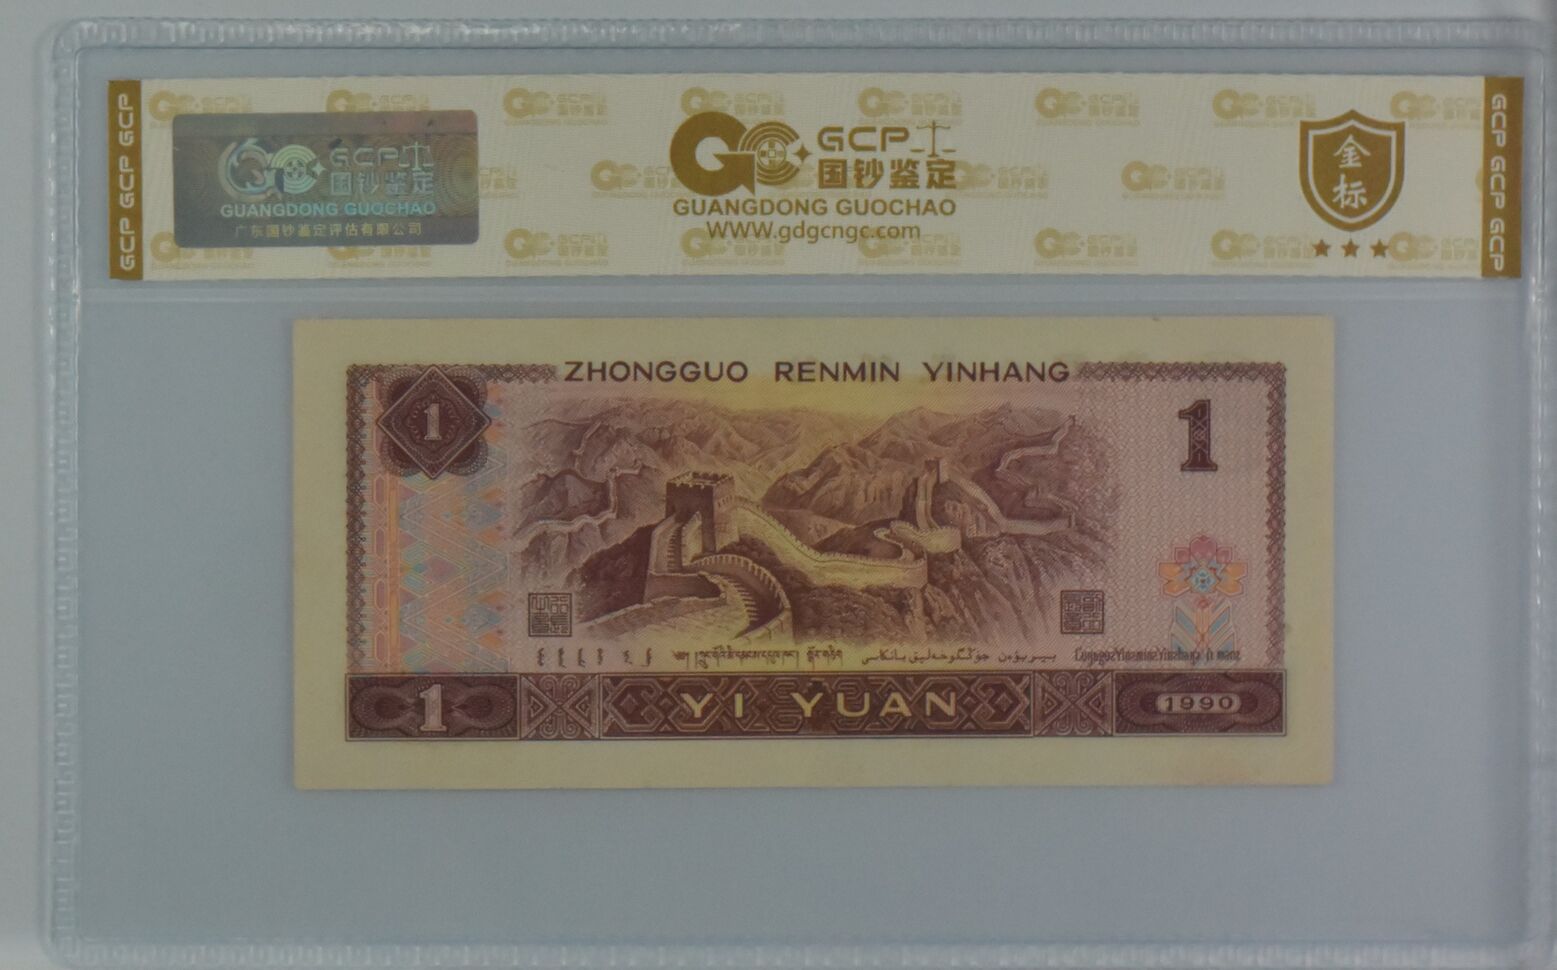 GCP GCP GCP
GCP
国钞鉴定
GUANGDONG GUOCHAO
广东国钞鉴定评估有限公司
GCP
国钞鉴定
GUANGDONG GUOCHAO
WWW.gdgcngc.com
金标
GCP GCP GCP
ZHONGGUO RENMIN YINHANG
1
1
1
YI YUAN
1990